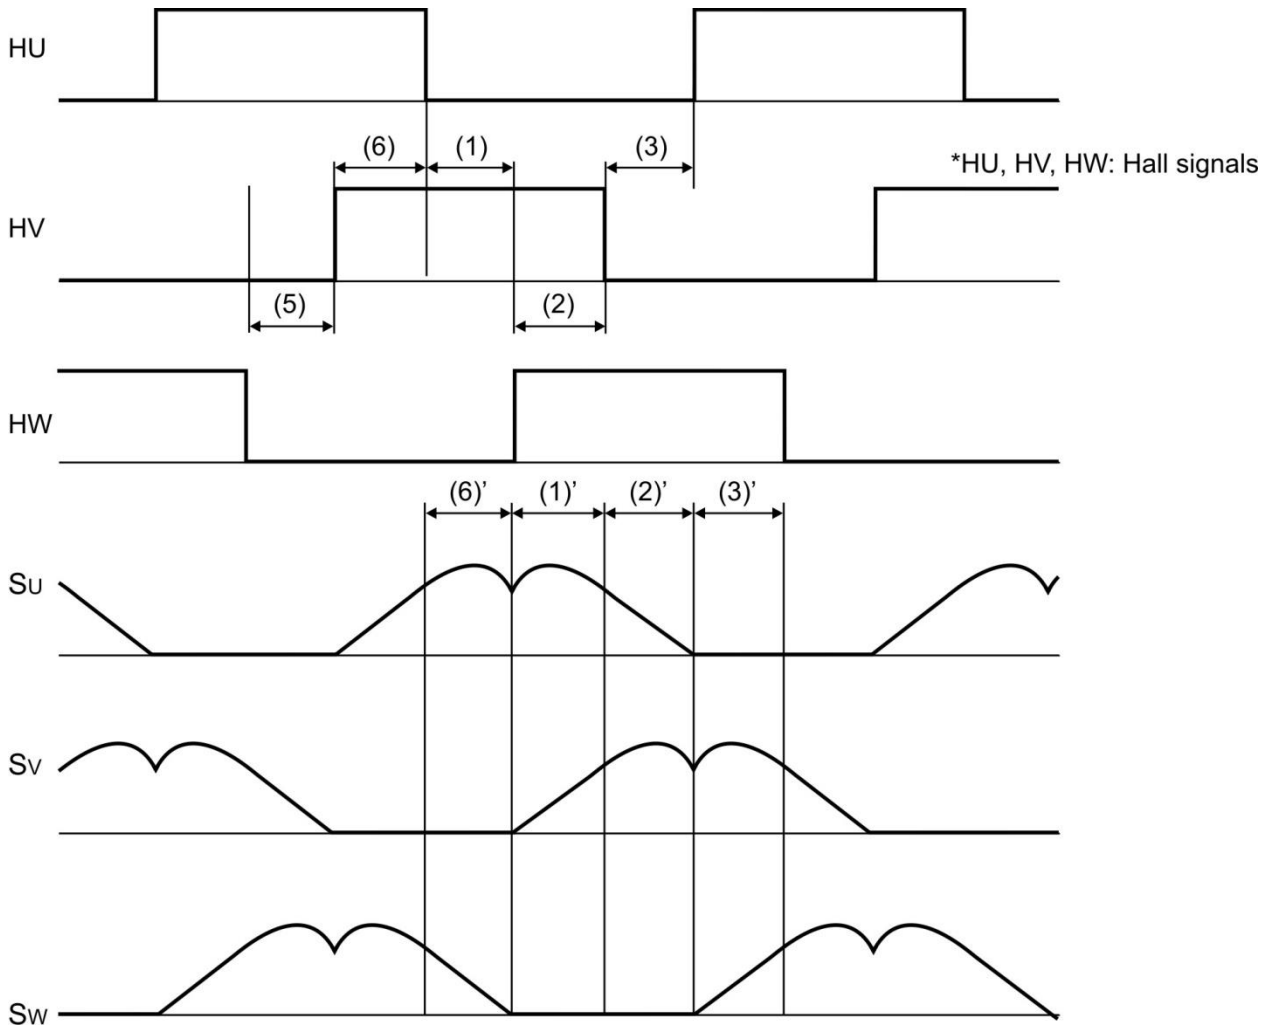 HU
(6) (1) (3)
*HU, HV, HW: Hall signals
HV
(5) (2)
HW
(6)’ (1)’ (2)’ (3)’
SU
SV
SW